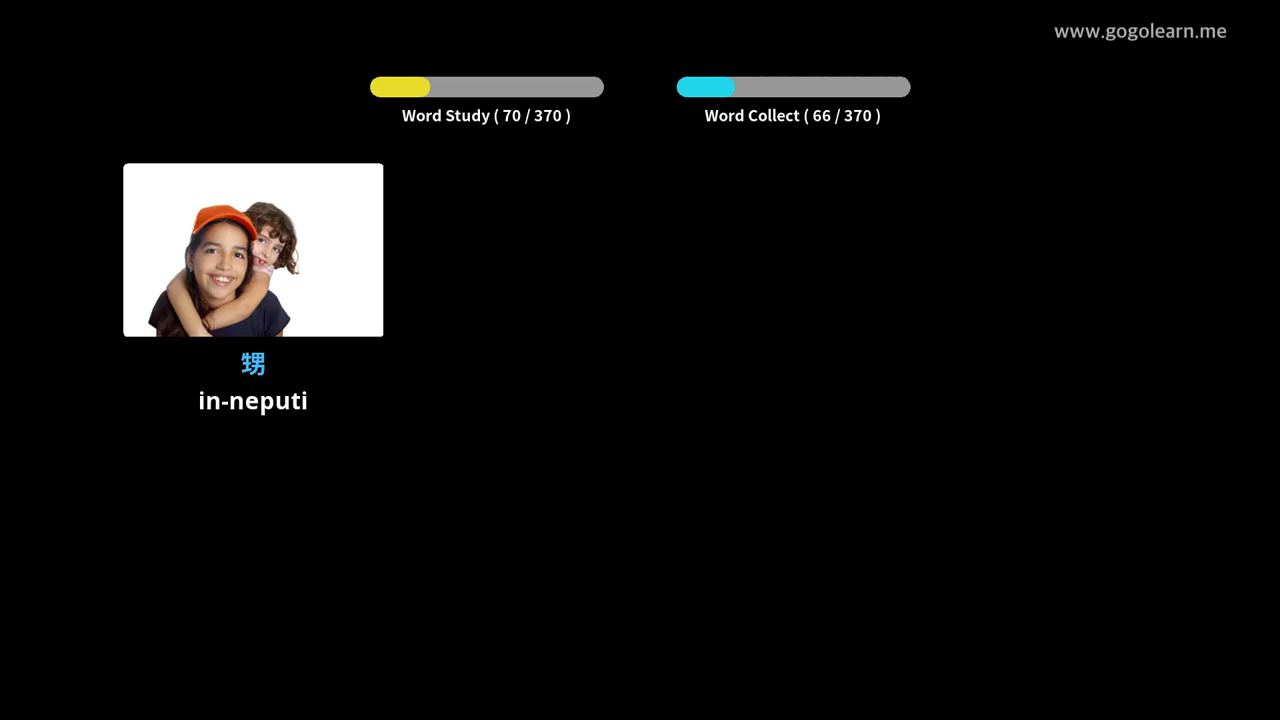 www.gogolearn.me
Word Study ( 70 / 370 )
Word Collect ( 66 / 370 )
甥
in-neputi